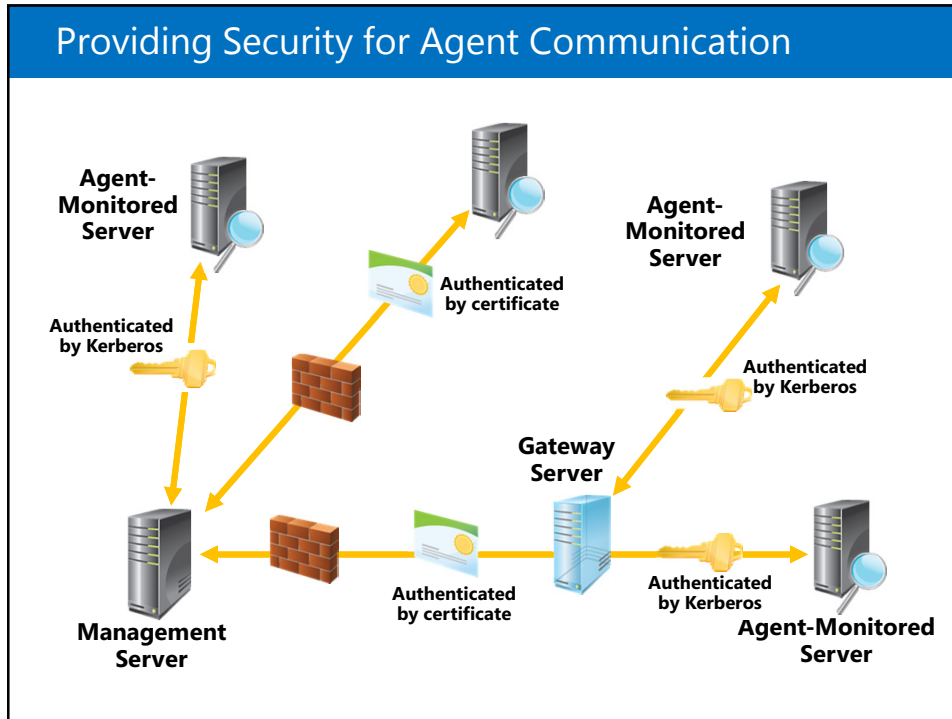 Providing Security for Agent Communication
Agent-
Monitored
Server
Authenticated
by Kerberos
Authenticated
by certificate
Agent-
Monitored
Server
Authenticated
by Kerberos
Gateway
Server
Authenticated
by certificate
Authenticated
by Kerberos
Management
Server
Agent-Monitored
Server